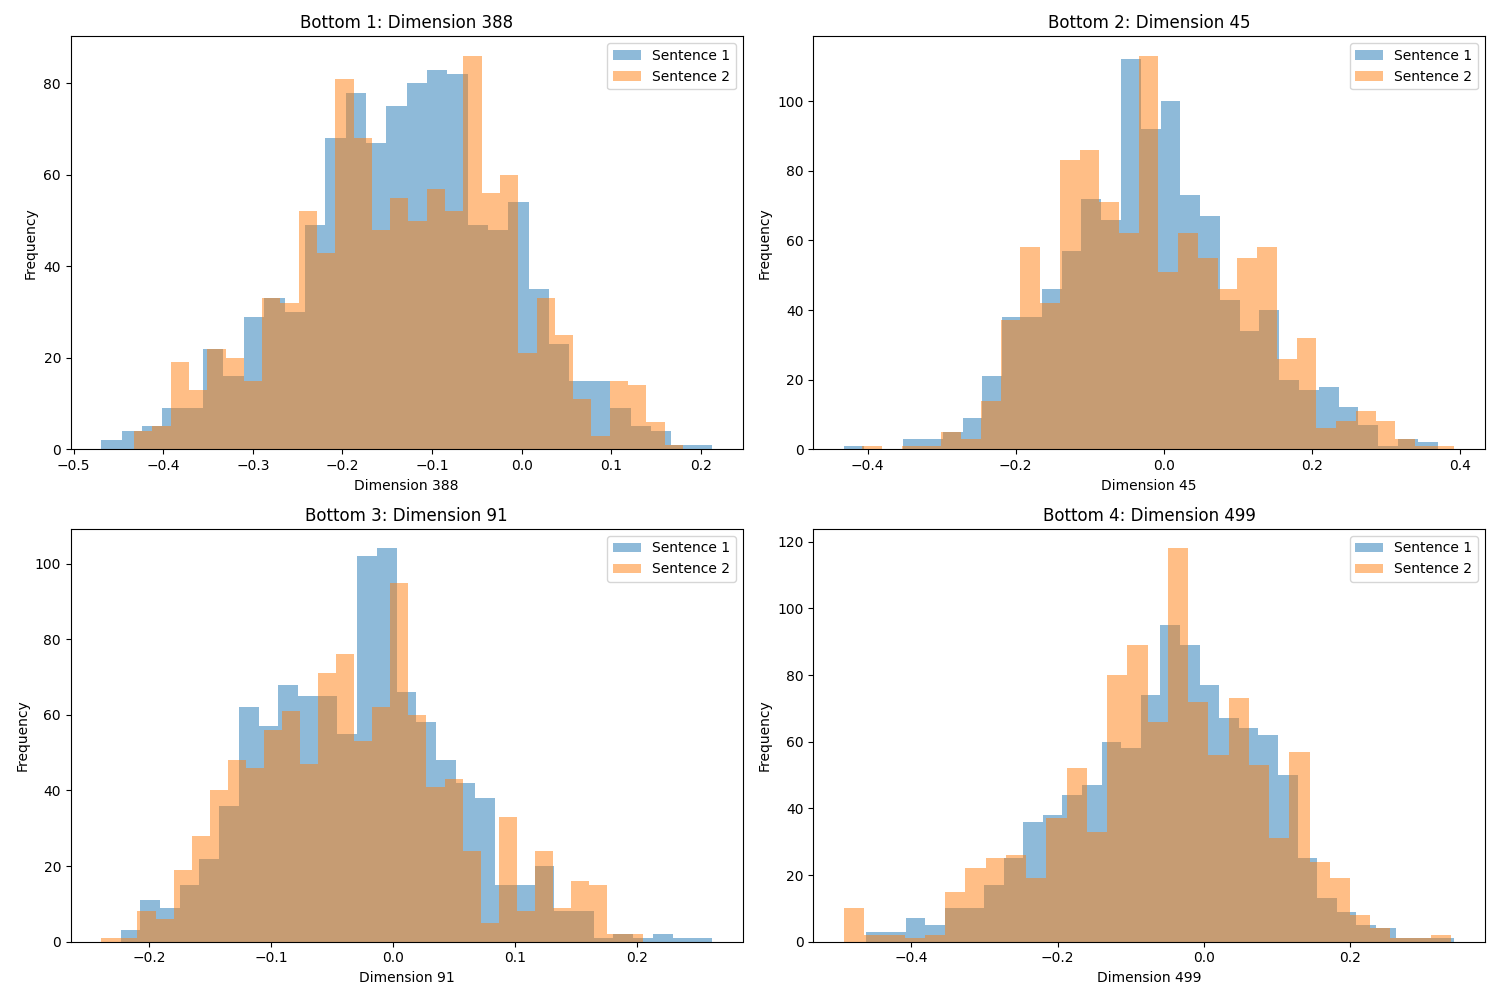 Bottom 1: Dimension 388
Sentence 1
Sentence 2
80
60
40
20
0
Frequency
−0.5 −0.4 −0.3 −0.2 −0.1 0.0 0.1 0.2
Dimension 388
Bottom 2: Dimension 45
Sentence 1
Sentence 2
100
80
60
40
20
0
Frequency
−0.4 −0.2 0.0 0.2 0.4
Dimension 45
Bottom 3: Dimension 91
Sentence 1
Sentence 2
100
80
60
40
20
0
Frequency
−0.2 −0.1 0.0 0.1 0.2
Dimension 91
Bottom 4: Dimension 499
Sentence 1
Sentence 2
120
100
80
60
40
20
0
Frequency
−0.4 −0.2 0.0 0.2
Dimension 499